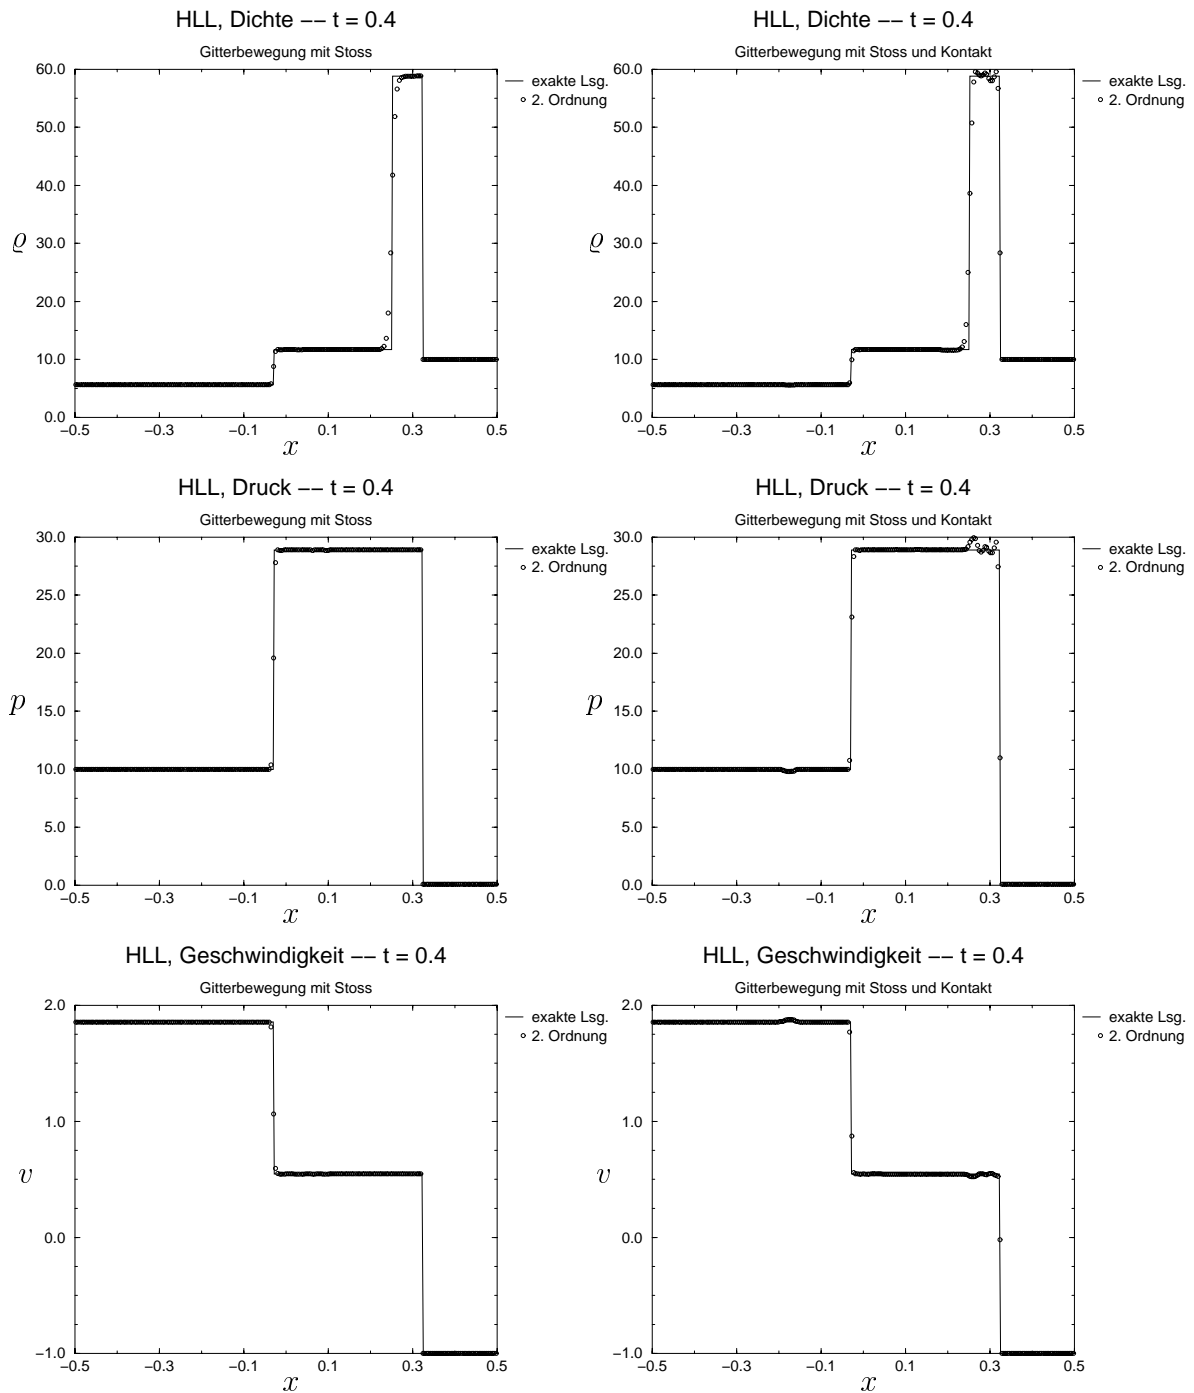 HLL, Dichte −− t = 0.4
Gitterbewegung mit Stoss
60.0
50.0
40.0
30.0
20.0
10.0
0.0
ϱ
−0.5 −0.3 −0.1 0.1 0.3 0.5
x
exakte Lsg.
2. Ordnung
HLL, Dichte −− t = 0.4
Gitterbewegung mit Stoss und Kontakt
60.0
50.0
40.0
30.0
20.0
10.0
0.0
ϱ
−0.5 −0.3 −0.1 0.1 0.3 0.5
x
exakte Lsg.
2. Ordnung
HLL, Druck −− t = 0.4
Gitterbewegung mit Stoss
30.0
25.0
20.0
15.0
10.0
5.0
0.0
p
−0.5 −0.3 −0.1 0.1 0.3 0.5
x
exakte Lsg.
2. Ordnung
HLL, Druck −− t = 0.4
Gitterbewegung mit Stoss und Kontakt
30.0
25.0
20.0
15.0
10.0
5.0
0.0
p
−0.5 −0.3 −0.1 0.1 0.3 0.5
x
exakte Lsg.
2. Ordnung
HLL, Geschwindigkeit −− t = 0.4
Gitterbewegung mit Stoss
2.0
1.0
0.0
−1.0
v
−0.5 −0.3 −0.1 0.1 0.3 0.5
x
exakte Lsg.
2. Ordnung
HLL, Geschwindigkeit −− t = 0.4
Gitterbewegung mit Stoss und Kontakt
2.0
1.0
0.0
−1.0
v
−0.5 −0.3 −0.1 0.1 0.3 0.5
x
exakte Lsg.
2. Ordnung